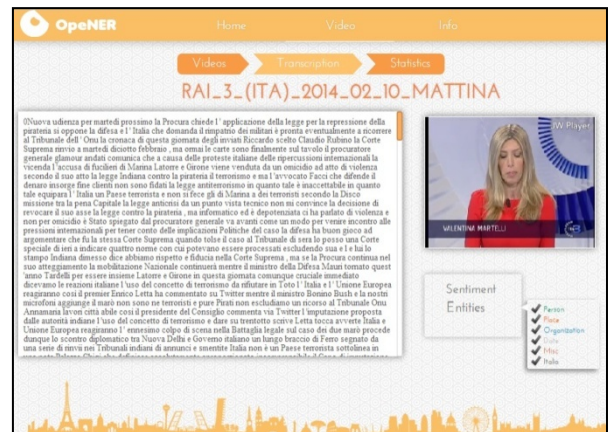 OpeNER
Home
Video
Info
Videos
Transcription
Statistics
RAI_3_(ITA)_2014_02_10_MATTINA
0Nuova udienza per martedì prossimo la Procura chiede l' applicazione della legge per la repressione della
pirateria si oppone la difesa e l' Italia che domanda il rimpatrio dei militari è pronta eventualmente a ricorrere
al Tribunale dell' Onu la cronaca di questa giornata degli inviati Riccardo scelto Claudio Rubino la Corte
Suprema rinvio a martedì diciotto febbraio , ma ormai le carte sono finalmente sul tavolo il procuratore
generale glamour andati comunica che a causa delle proteste italiane delle ripercussioni internazionali la
vicenda l' accusa di fucilieri di Marina Latorre e Girone viene venduta da un omicidio ad atto di violenza
secondo il suo atto la legge Indiana contro la pirateria il terrorismo e ma l'avvocato Facci che difende il
denaro insorge fine clienti non sono fidati la legge antiterrorismo in quanto tale è inaccettabile in quanto
tale equipara l' Italia un Paese terrorista e non si fece gli di Marina a dei terroristi secondo la Disco
missione tra la pena Capitale la legge anticrisi da un punto vista tecnico non mi convince la decisione di
revocare il suo asse la legge contro la pirateria , ma informatico ed è depotenziata ci ha parlato di violenza e
non per omicidio è Stato spiegato dal procuratore generale va avanti come un modo per venire incontro alle
pressioni internazionali per tener conto delle implicazioni Politiche del caso la difesa ha buon gioco ad
argomentare che fu la stessa Corte Suprema quando tolse il caso al Tribunale di sera lo posso una Corte
speciale di ieri a indicare quattro norme con cui potevano essere processati escludendo sua e l e lui lo
stampo Indiana dimesso dice abbiamo rispetto e fiducia nella Corte Suprema , ma se la Procura continua nel
suo atteggiamento la mobilitazione Nazionale continuerà mentre il ministro della Difesa Mauri tornato quest
'anno Tardelli per essere insieme Latorre e Girone in questa giornata comunque cruciale immediato
dicevamo le reazioni italiane l'uso del concetto di terrorismo da rifiutare in Toto l' Italia e l' Unione Europea
reagiranno così il premier Enrico Letta ha commentato su Twitter mentre il ministro Bonino Bush e la nostri
microfoni aggiunge il marò non sono ne terroristi e pure Pirati non escludiamo un ricorso al Tribunale Onu
Annamaria lavori città abile così il presidente del Consiglio commenta via Twitter l'imputazione proposta
dalle autorità indiane l'uso del concetto di terrorismo e dare su trentotto scrive Letta tocca avverte Italia e
Unione Europea reagiranno l' ennesimo colpo di scena nella Battaglia legale sul caso dei due marò procede
dunque lo scontro diplomatico tra Nuova Delhi e Governo italiano un lungo braccio di Ferro segnato da
una serie di rinvii nei Tribunali indiani di annunci e smentite Italia non è un Paese terrorista sottolinea in
JW Player
VALENTINA MARTELLI
Sentiment
Entities
Person
Place
Organization
Date
Misc
Italia